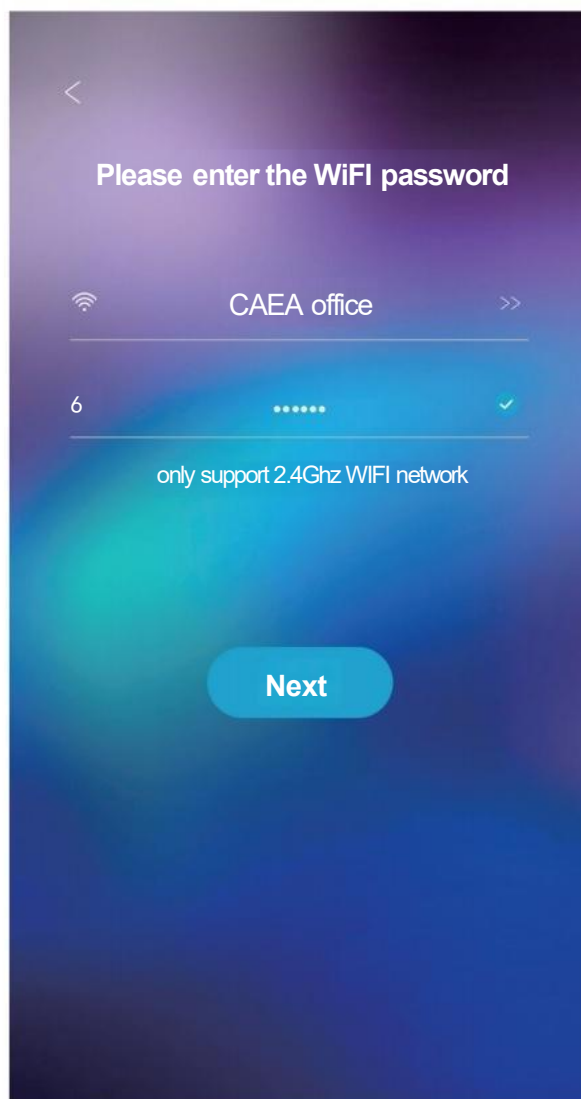 Please enter the WiFI password
CAEA office >>
6 ••••••
only support 2.4Ghz WIFI network
Next